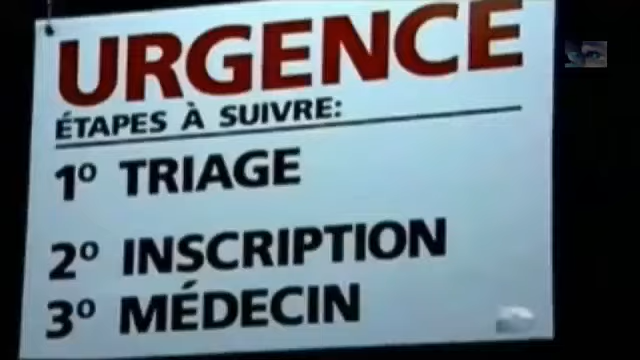 URGENCE
ÉTAPES À SUIVRE:
1º TRIAGE
2º INSCRIPTION
3º MÉDECIN